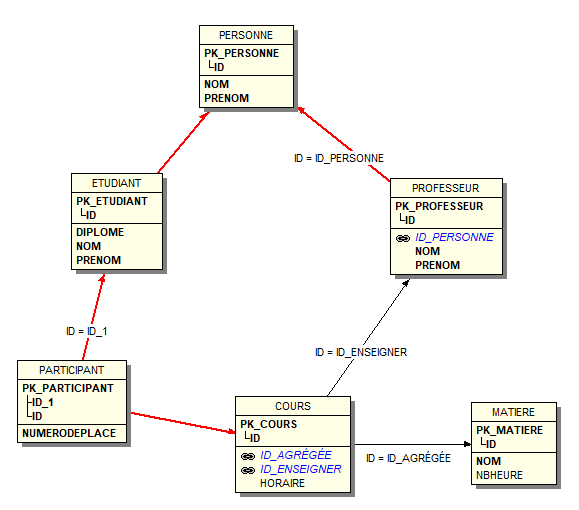 PERSONNE
PK_PERSONNE
ID
NOM
PRENOM
ID = ID_PERSONNE
ETUDIANT
PK_ETUDIANT
ID
DIPLOME
NOM
PRENOM
PROFESSEUR
PK_PROFESSEUR
ID
ID_PERSONNE
NOM
PRENOM
ID = ID_1
ID = ID_ENSEIGNER
PARTICIPANT
PK_PARTICIPANT
ID_1
ID
NUMERODEPLACE
COURS
PK_COURS
ID
ID_AGRÉGÉE
ID_ENSEIGNER
HORAIRE
ID = ID_AGRÉGÉE
MATIERE
PK_MATIERE
ID
NOM
NBHEURE